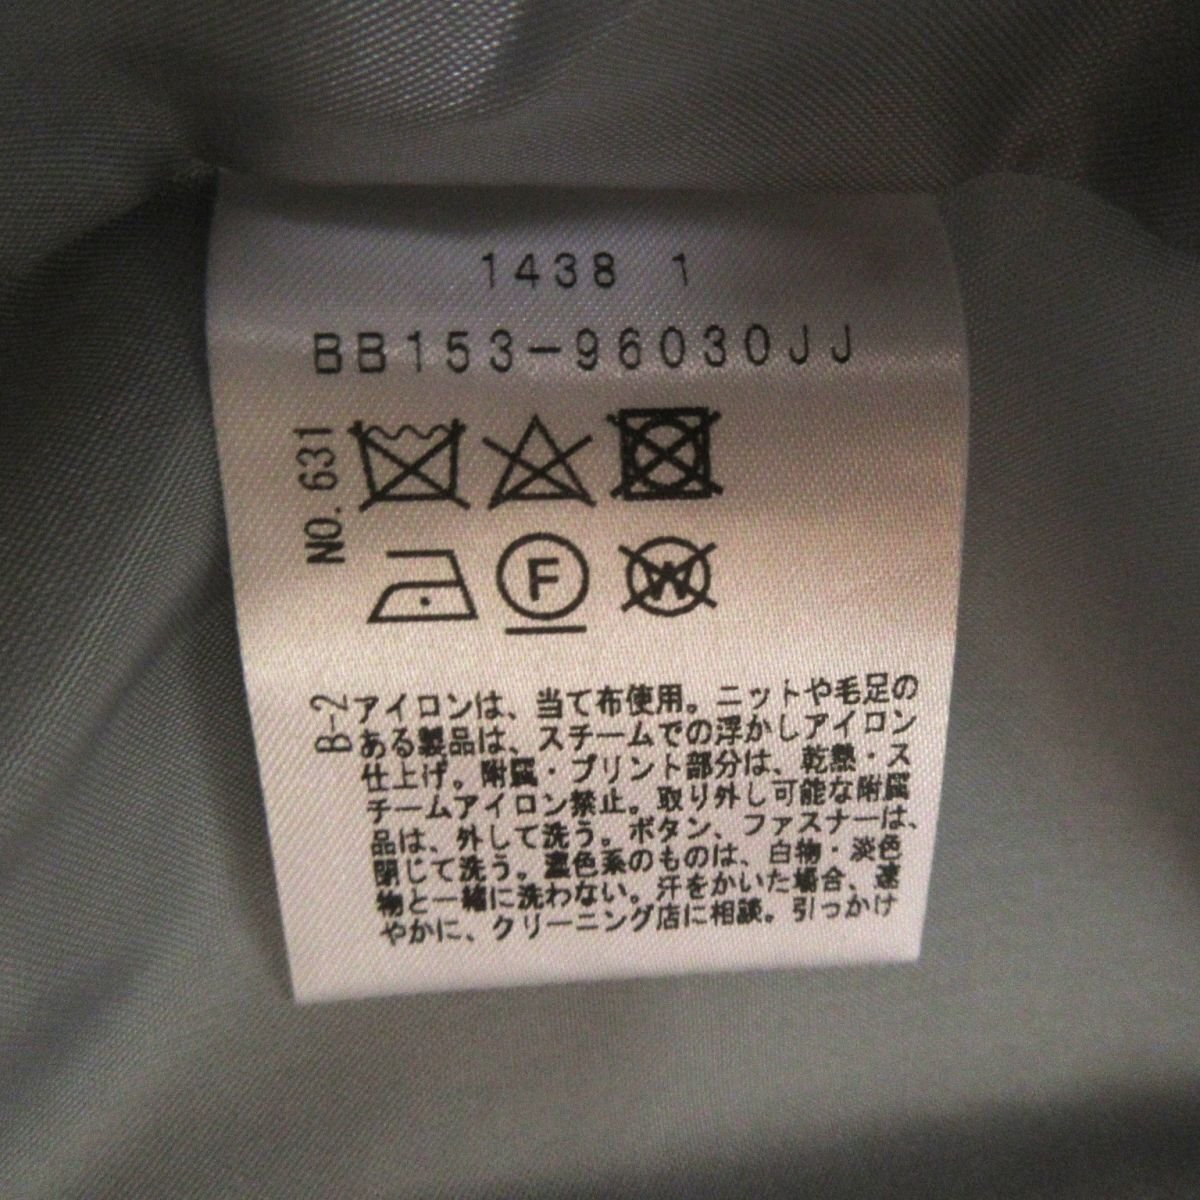 1438 1
BB153-96030JJ
NO. 631
F
W
B-2
アイロンは、当て布使用。ニットや毛足の
ある製品は、スチームでの浮かしアイロン
仕上げ。附属・プリント部分は、乾熱・ス
チームアイロン禁止。取り外し可能な附属
品は、外して洗う。ボタン、ファスナーは、
閉じて洗う。濃色系のものは、白物・淡色
物と一緒に洗わない。汗をかいた場合、速
やかに、クリーニング店に相談。引っかけ